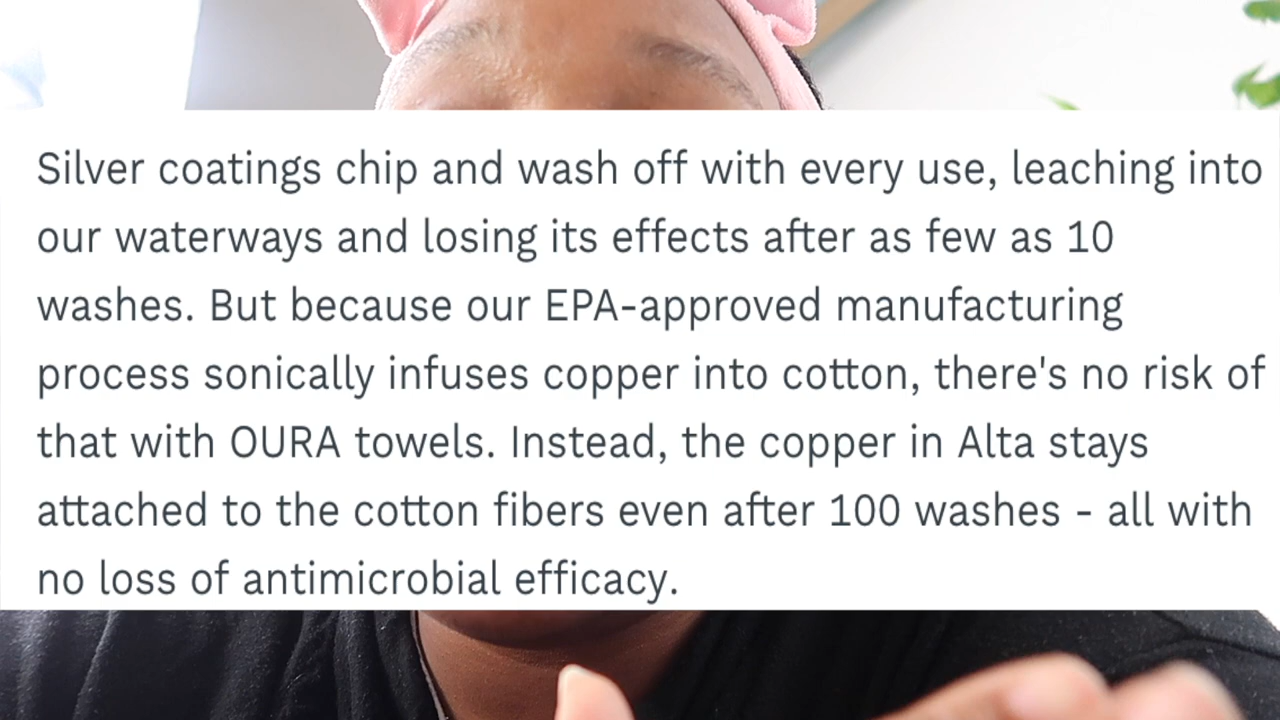 Silver coatings chip and wash off with every use, leaching into
our waterways and losing its effects after as few as 10
washes. But because our EPA-approved manufacturing
process sonically infuses copper into cotton, there's no risk of
that with OURA towels. Instead, the copper in Alta stays
attached to the cotton fibers even after 100 washes - all with
no loss of antimicrobial efficacy.